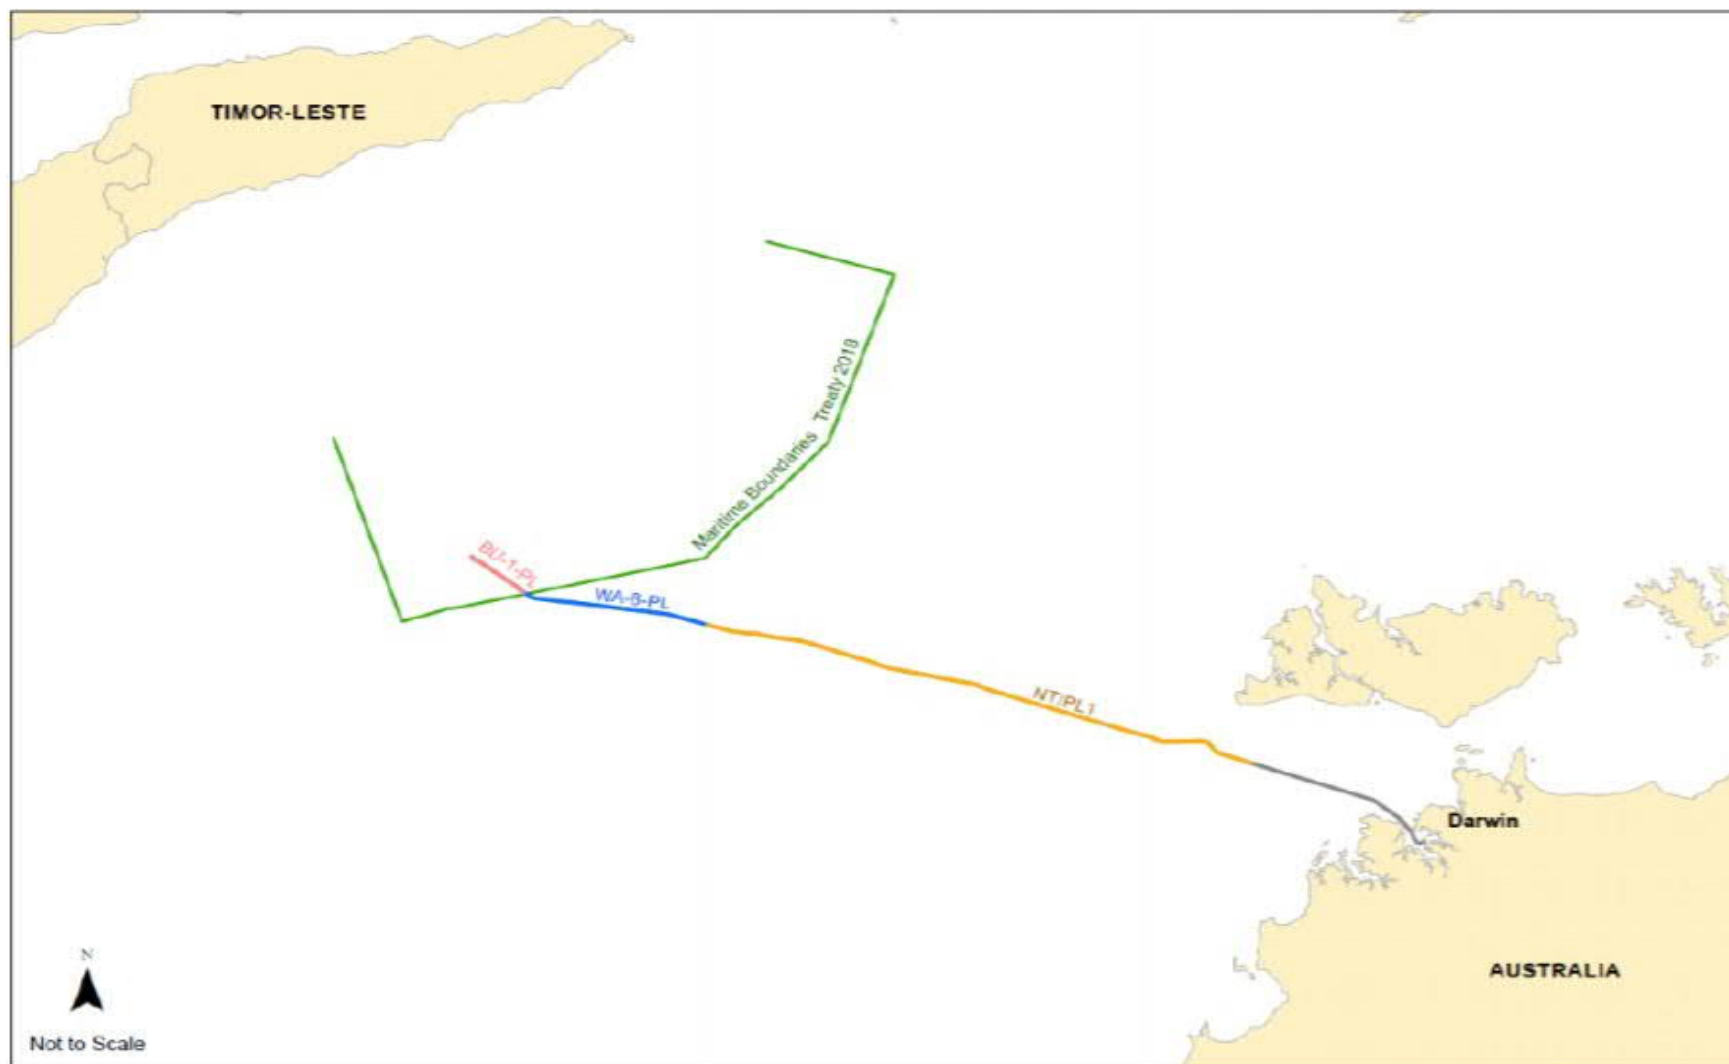 TIMOR-LESTE
Maritime Boundaries Treaty 2018
BU-1-PL
WA-8-PL
NT/PL1
Darwin
AUSTRALIA
N
Not to Scale